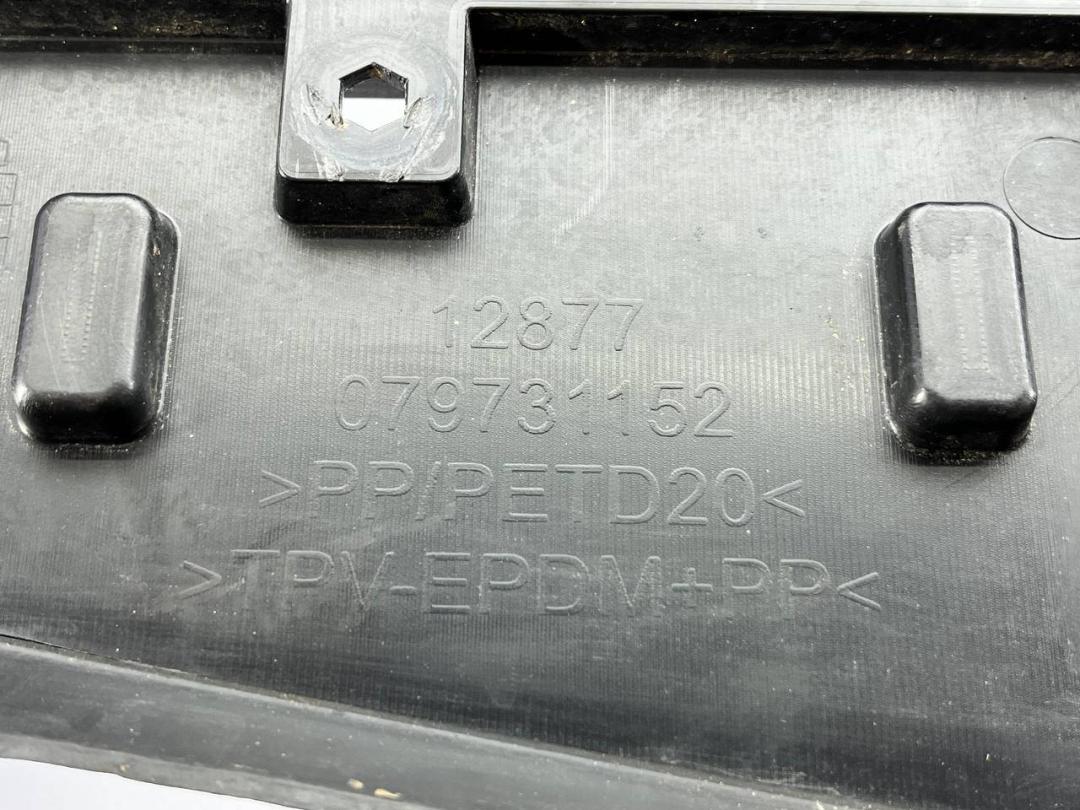 12877
079731152
>PP/PETD20<
>TPV-EPDM+PP<